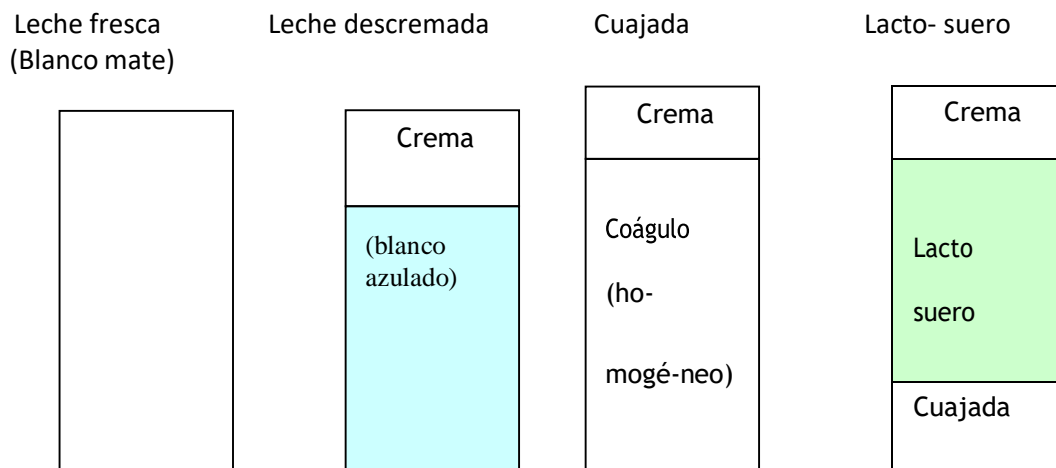 Leche fresca
(Blanco mate)
Leche descremada
Cuajada
Lacto- suero
Crema
(blanco
azulado)
Crema
Coágulo
(ho-
mogé-neo)
Crema
Lacto
suero
Cuajada